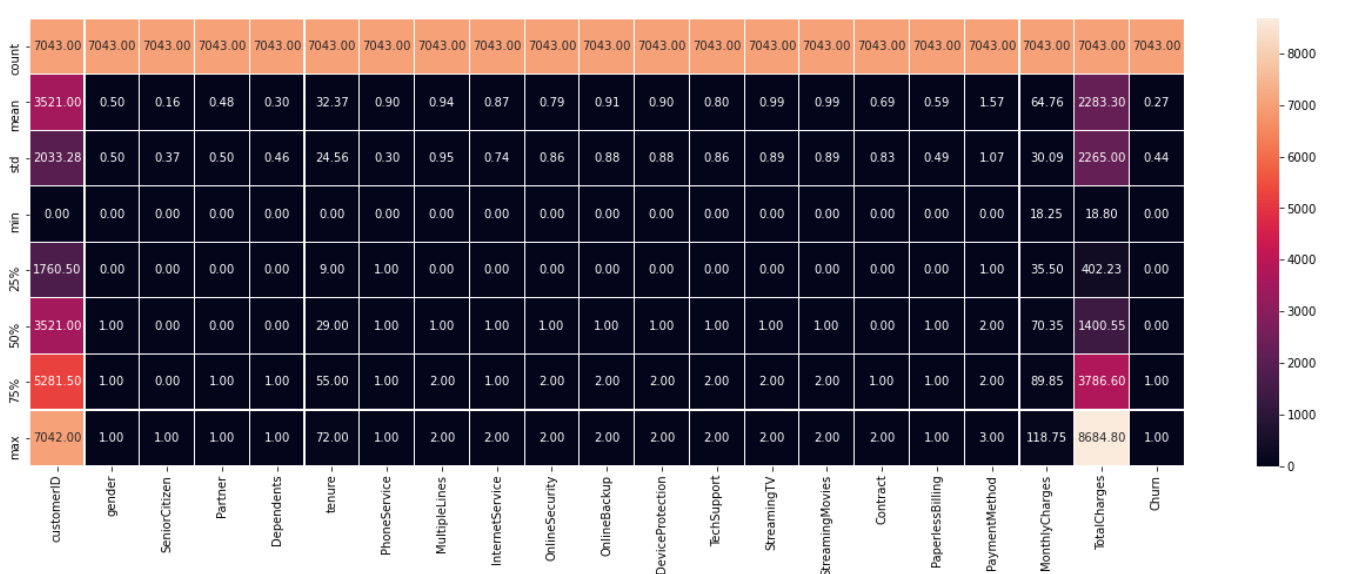 count 7043.00 7043.00 7043.00 7043.00 7043.00 7043.00 7043.00 7043.00 7043.00 7043.00 7043.00 7043.00 7043.00 7043.00 7043.00 7043.00 7043.00 7043.00 7043.00 7043.00 7043.00
mean 3521.00 0.50 0.16 0.48 0.30 32.37 0.90 0.94 0.87 0.79 0.91 0.90 0.80 0.99 0.99 0.69 0.59 1.57 64.76 2283.30 0.27
std 2033.28 0.50 0.37 0.50 0.46 24.56 0.30 0.95 0.74 0.86 0.88 0.88 0.86 0.89 0.89 0.83 0.49 1.07 30.09 2265.00 0.44
min 0.00 0.00 0.00 0.00 0.00 0.00 0.00 0.00 0.00 0.00 0.00 0.00 0.00 0.00 0.00 0.00 0.00 0.00 18.25 18.80 0.00
25% 1760.50 0.00 0.00 0.00 0.00 9.00 1.00 0.00 0.00 0.00 0.00 0.00 0.00 0.00 0.00 0.00 0.00 1.00 35.50 402.23 0.00
50% 3521.00 1.00 0.00 0.00 0.00 29.00 1.00 1.00 1.00 1.00 1.00 1.00 1.00 1.00 1.00 0.00 1.00 2.00 70.35 1400.55 0.00
75% 5281.50 1.00 0.00 1.00 1.00 55.00 1.00 2.00 1.00 2.00 2.00 2.00 2.00 2.00 2.00 1.00 1.00 2.00 89.85 3786.60 1.00
max 7042.00 1.00 1.00 1.00 1.00 72.00 1.00 2.00 2.00 2.00 2.00 2.00 2.00 2.00 2.00 2.00 1.00 3.00 118.75 8684.80 1.00
customerID
gender
SeniorCitizen
Partner
Dependents
tenure
PhoneService
MultipleLines
InternetService
OnlineSecurity
OnlineBackup
DeviceProtection
TechSupport
StreamingTV
StreamingMovies
Contract
PaperlessBilling
PaymentMethod
MonthlyCharges
TotalCharges
Churn
8000
7000
6000
5000
4000
3000
2000
1000
0